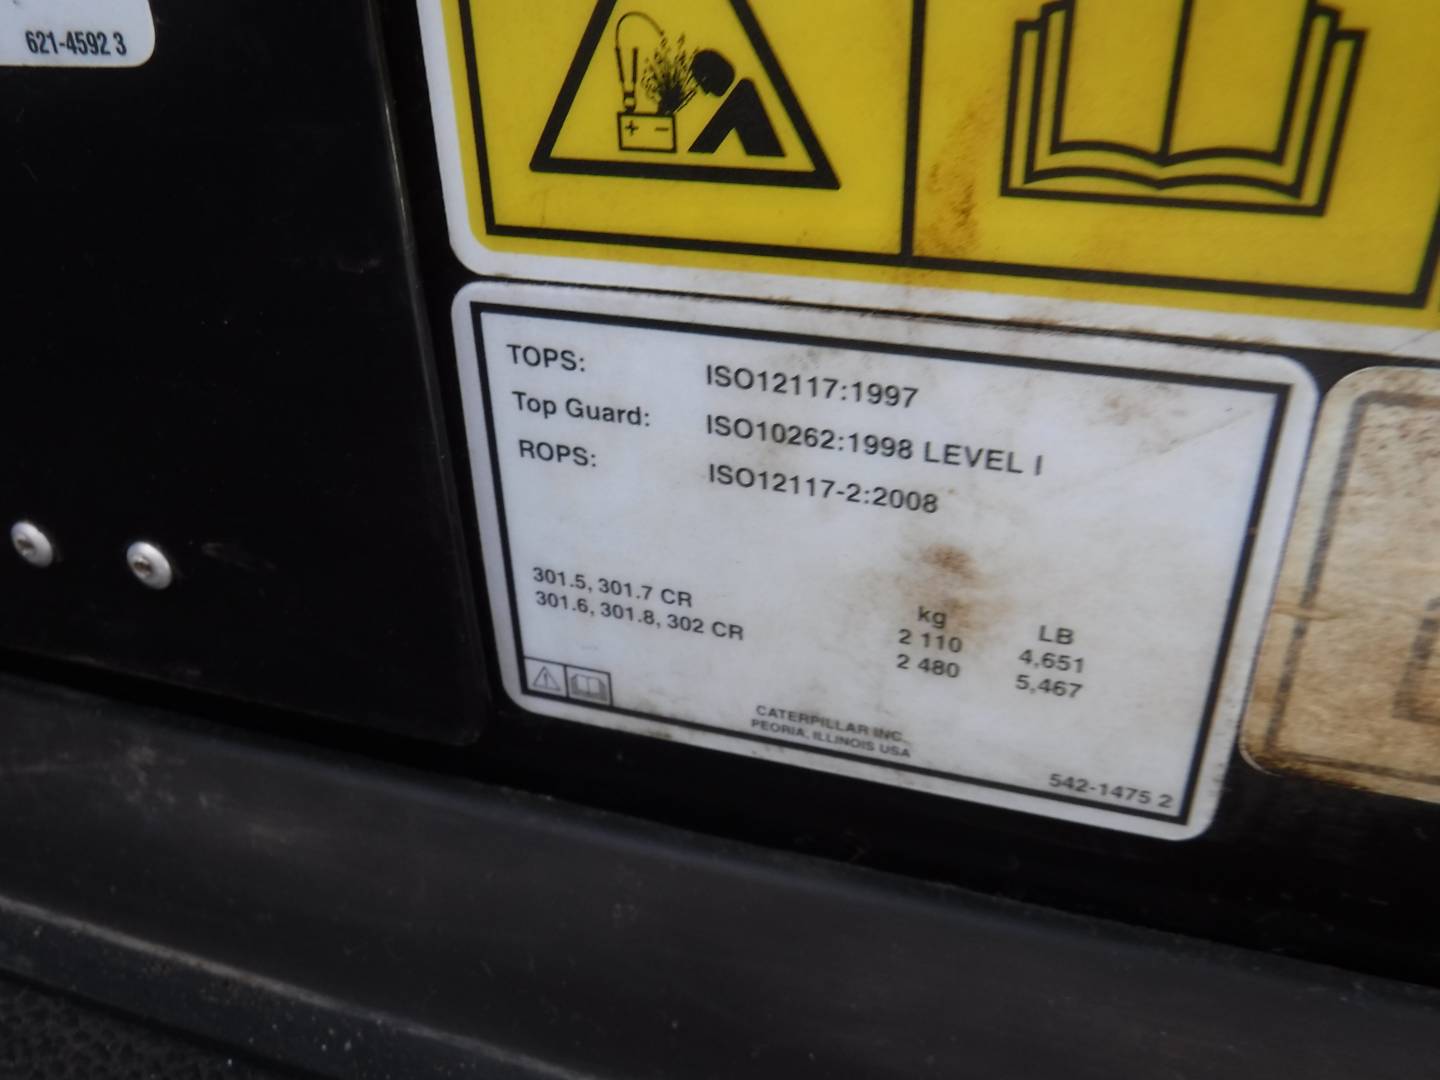 621-4592 3
+ -
TOPS: ISO12117:1997
Top Guard: ISO10262:1998 LEVEL I
ROPS: ISO12117-2:2008
kg LB
301.5, 301.7 CR 2 110 4,651
301.6, 301.8, 302 CR 2 480 5,467
CATERPILLAR INC.
PEORIA, ILLINOIS USA
542-1475 2